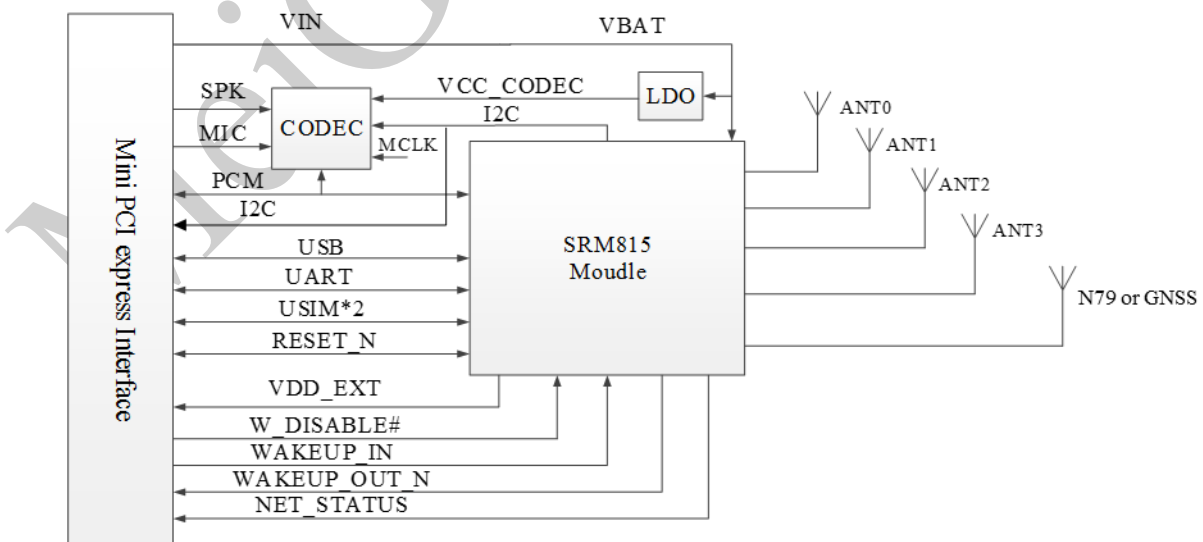 VIN
VBAT
SPK
VCC_CODEC
LDO
I2C
CODEC
MIC
MCLK
PCM
I2C
USB
UART
USIM*2
RESET_N
VDD_EXT
W_DISABLE#
WAKEUP_IN
WAKEUP_OUT_N
NET_STATUS
Mini PCI express Interface
SRM815
Moudle
ANT0
ANT1
ANT2
ANT3
N79 or GNSS